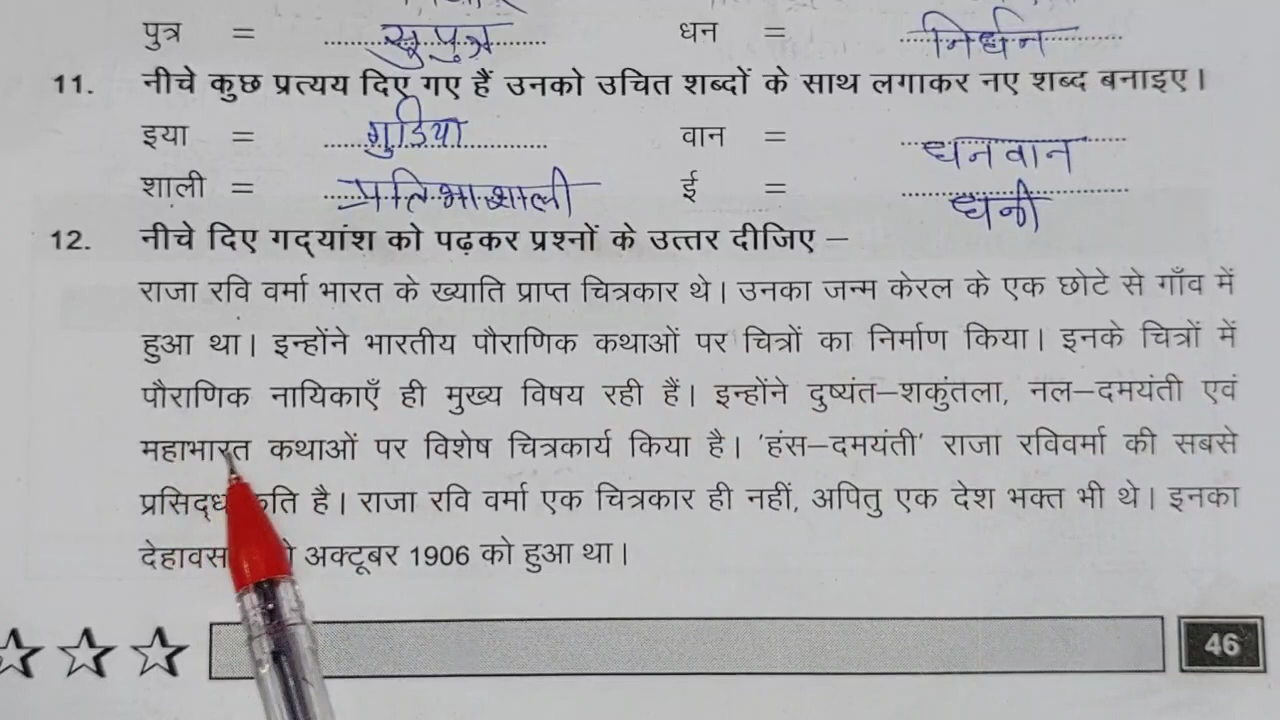 पुत्र = सुपुत्र धन = निर्धन
11. नीचे कुछ प्रत्यय दिए गए हैं उनको उचित शब्दों के साथ लगाकर नए शब्द बनाइए।
इया = गुडिया वान = धनवान
शाली = प्रतिभाशाली ई = धनी
12. नीचे दिए गद्यांश को पढ़कर प्रश्नों के उत्तर दीजिए –
राजा रवि वर्मा भारत के ख्याति प्राप्त चित्रकार थे। उनका जन्म केरल के एक छोटे से गाँव में
हुआ था। इन्होंने भारतीय पौराणिक कथाओं पर चित्रों का निर्माण किया। इनके चित्रों में
पौराणिक नायिकाएँ ही मुख्य विषय रही हैं। इन्होंने दुष्यंत–शकुंतला, नल–दमयंती एवं
महाभारत कथाओं पर विशेष चित्रकार्य किया है। 'हंस–दमयंती' राजा रविवर्मा की सबसे
प्रसिद्ध है। राजा रवि वर्मा एक चित्रकार ही नहीं, अपितु एक देश भक्त भी थे। इनका
अक्टूबर 1906 को हुआ था।
46